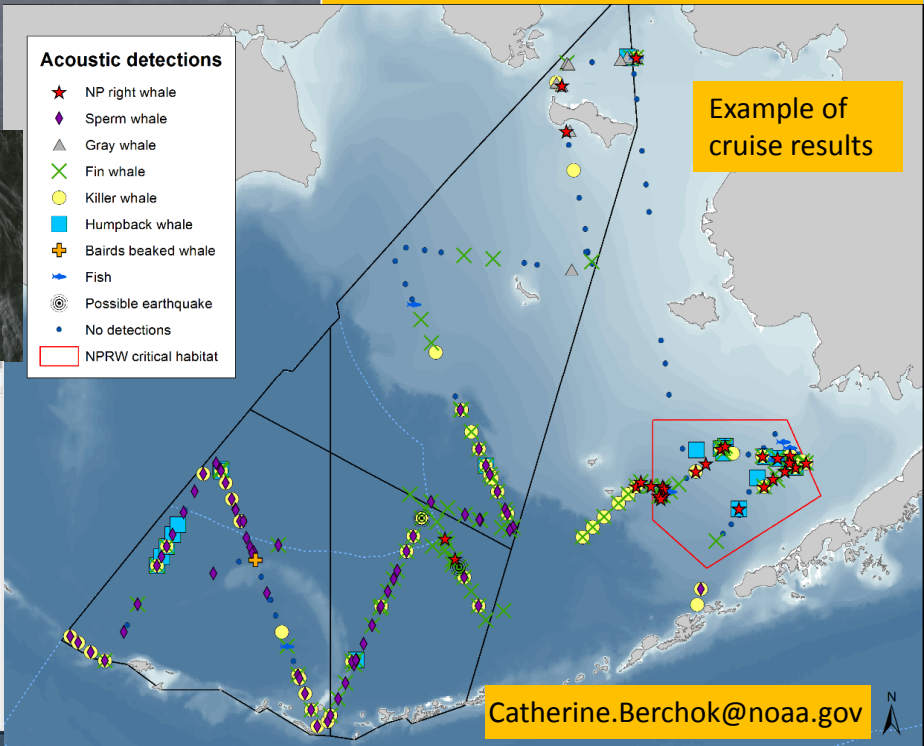 Acoustic detections
NP right whale
Sperm whale
Gray whale
Fin whale
Killer whale
Humpback whale
Bairds beaked whale
Fish
Possible earthquake
No detections
NPRW critical habitat
Example of
cruise results
Catherine.Berchok@noaa.gov
N